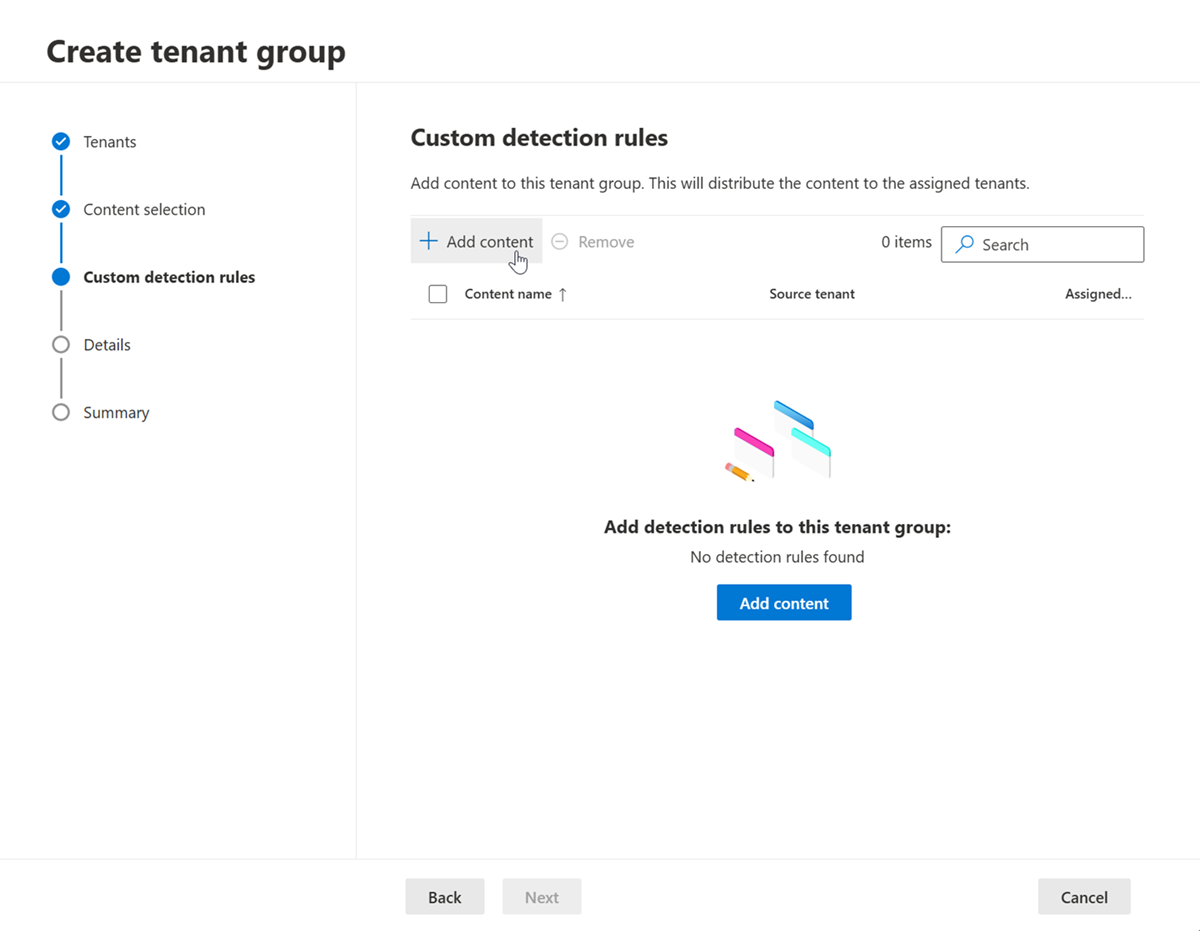 Create tenant group
Tenants
Content selection
Custom detection rules
Details
Summary
Custom detection rules
Add content to this tenant group. This will distribute the content to the assigned tenants.
Add content Remove 0 items Search
Content name ↑ Source tenant Assigned...
Add detection rules to this tenant group:
No detection rules found
Add content
Back Next Cancel